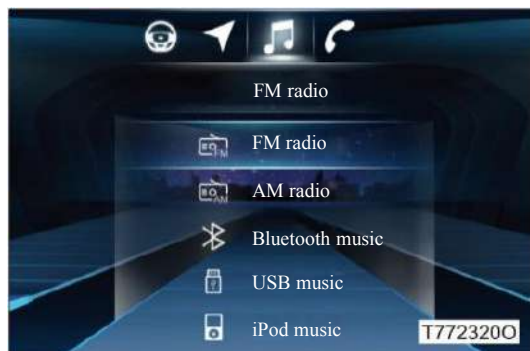 FM radio
FM radio
AM radio
Bluetooth music
USB music
iPod music
T772320O